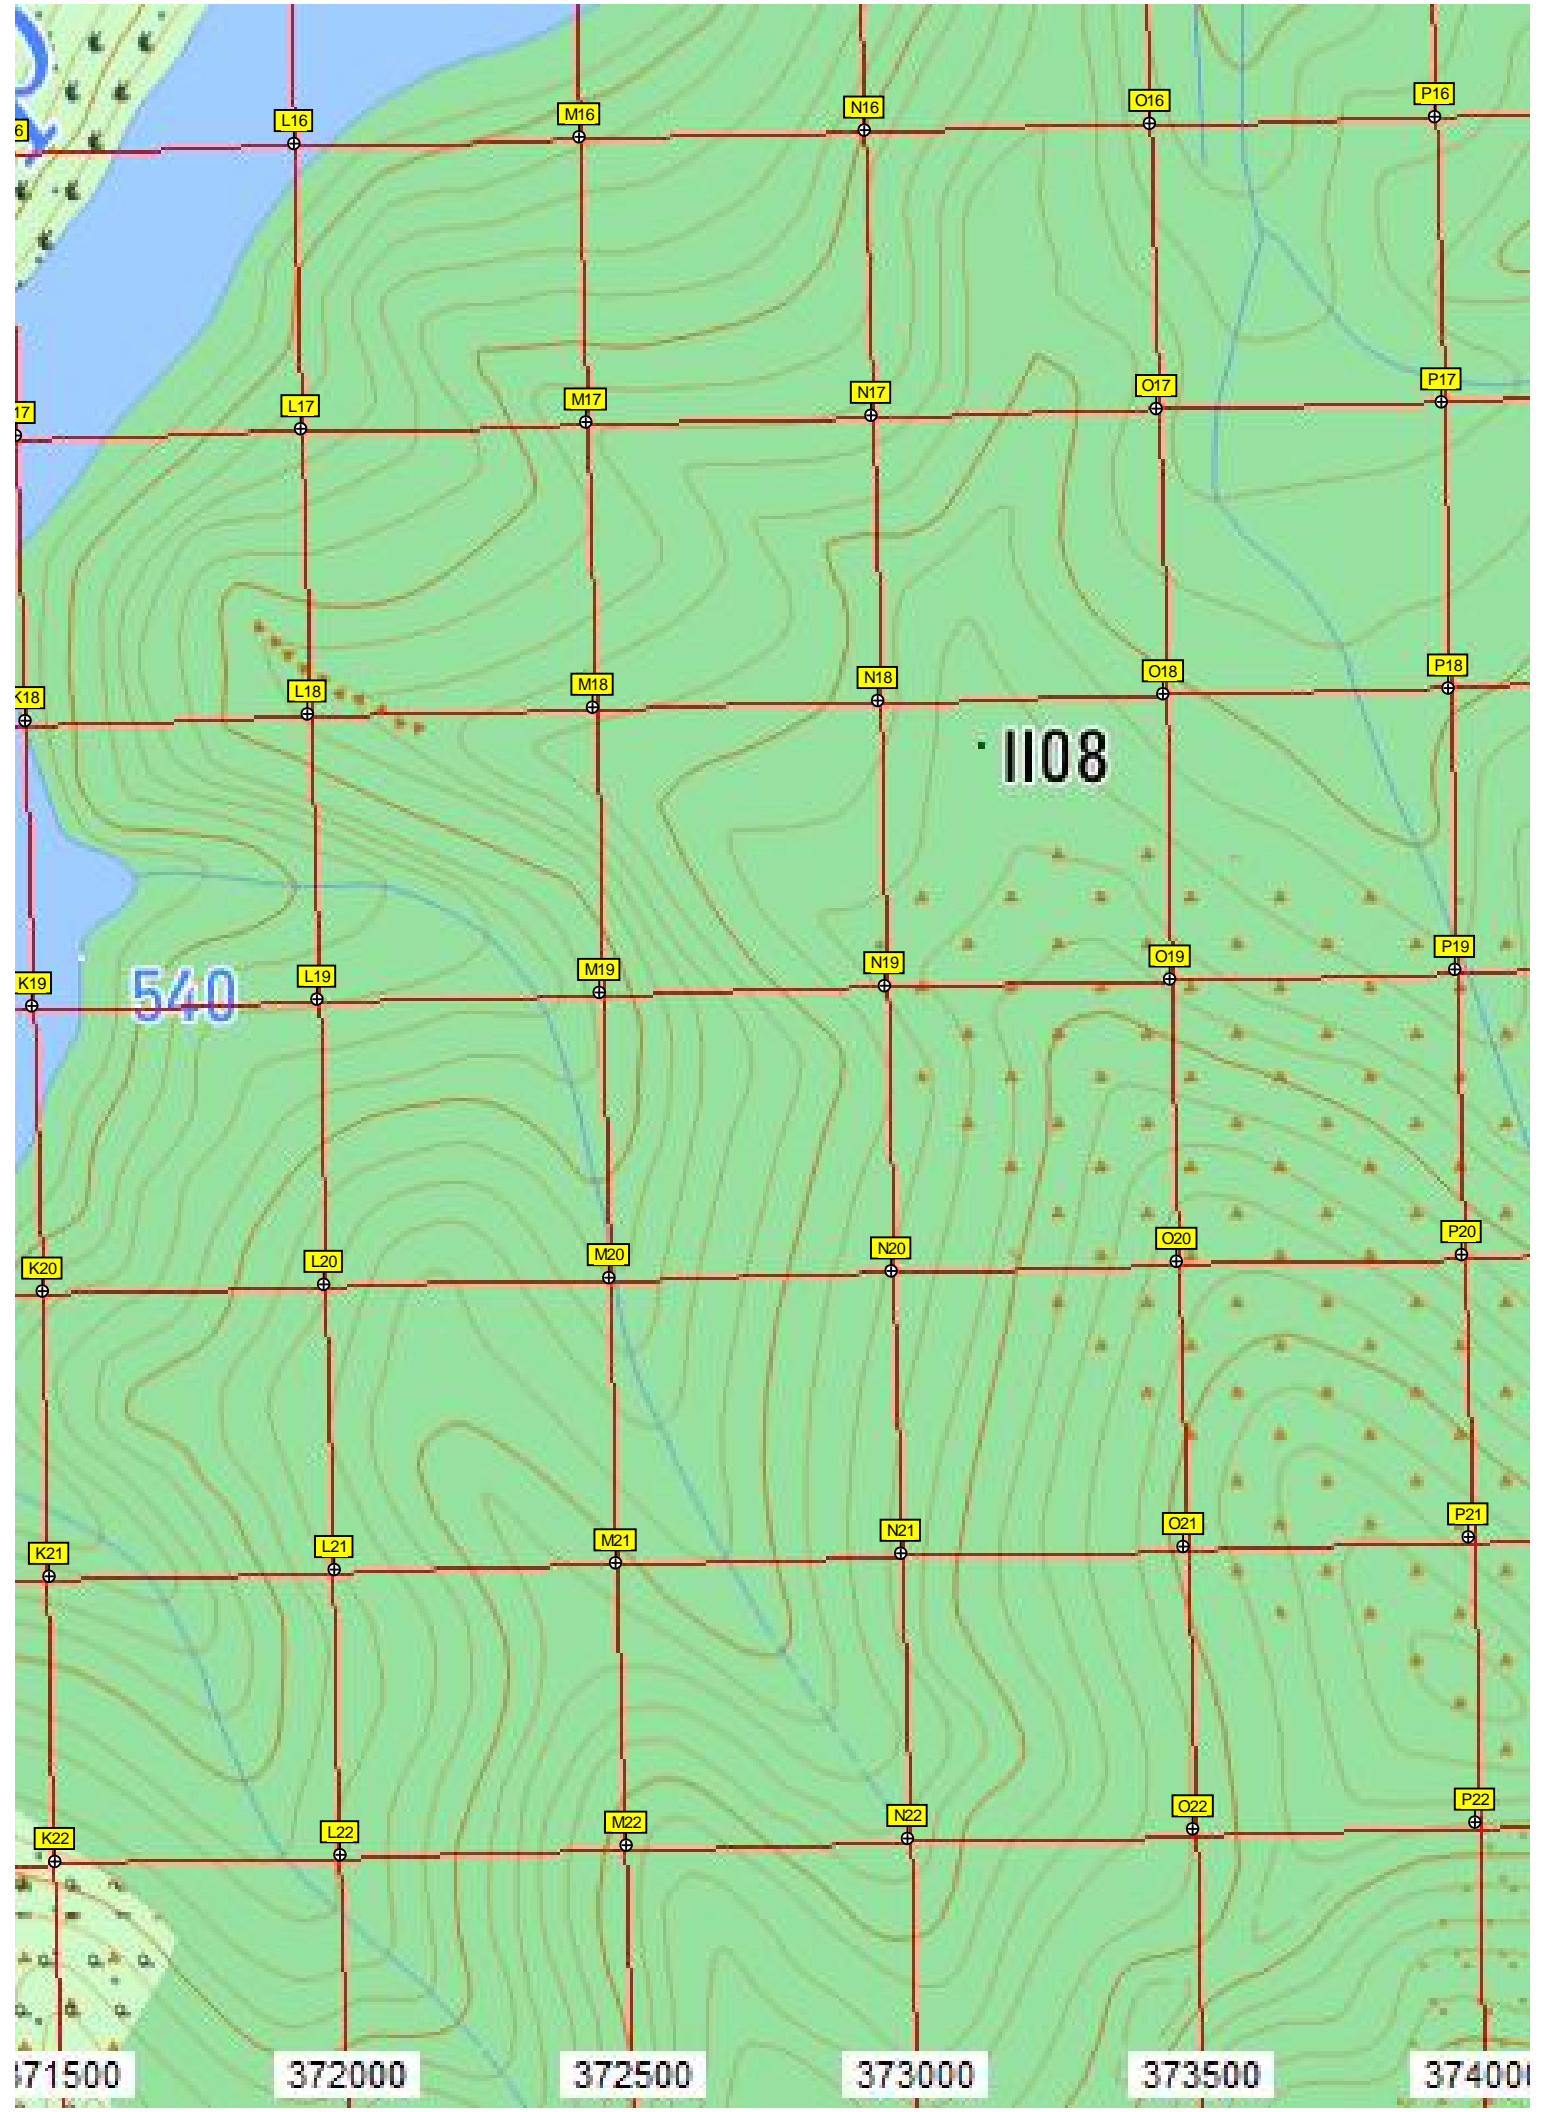 6 L16 M16 N16 O16 P16
17 L17 M17 N17 O17 P17
K18 L18 M18 N18 O18 P18
1108
K19 L19 M19 N19 O19 P19
540
K20 L20 M20 N20 O20 P20
K21 L21 M21 N21 O21 P21
K22 L22 M22 N22 O22 P22
371500 372000 372500 373000 373500 374000